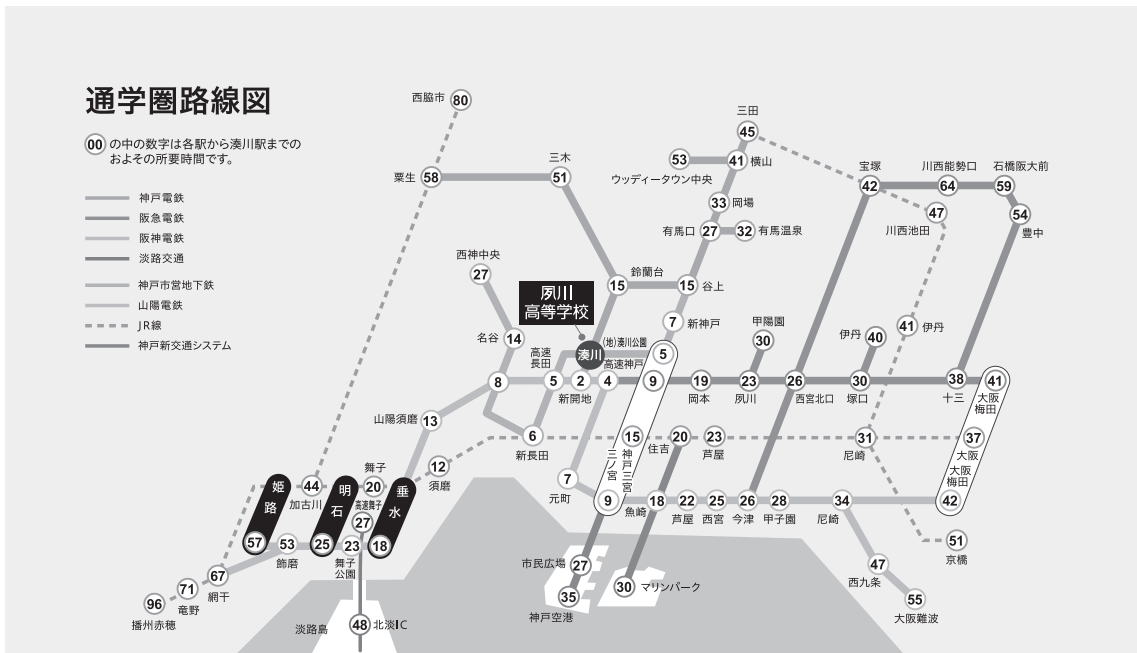 通学圏路線図
00 の中の数字は各駅から湊川駅までの
おおよその所要時間です。
神戸電鉄
阪急電鉄
阪神電鉄
淡路交通
神戸市営地下鉄
山陽電鉄
JR線
神戸新交通システム
西脇市
80
粟生
58
三木
51
三田
45
53
ウッディータウン中央
41
横山
33
岡場
有馬口
27
32
有馬温泉
宝塚
42
川西能勢口
64
石橋阪大前
59
54
豊中
47
川西池田
西神中央
27
鈴蘭台
15
15
谷上
夙川
高等学校
7
新神戸
甲陽園
30
伊丹
40
41
伊丹
名谷
14
高速
長田
湊川
(地)湊川公園
高速神戸
5
8
5
2
新開地
4
9
19
岡本
23
夙川
26
西宮北口
30
塚口
38
十三
41
大阪
梅田
山陽須磨
13
6
新長田
15
神戸三宮
三ノ宮
住吉
20
23
芦屋
31
尼崎
37
大阪
大阪
梅田
42
12
須磨
7
元町
9
魚崎
18
22
芦屋
25
西宮
26
今津
28
甲子園
34
尼崎
姫路
57
44
加古川
明石
25
舞子
20
高速舞子
27
垂水
18
53
飾磨
23
舞子
公園
67
網干
71
竜野
96
播州赤穂
淡路島
48
北淡IC
市民広場
27
35
神戸空港
30
マリンパーク
47
西九条
55
大阪難波
51
京橋